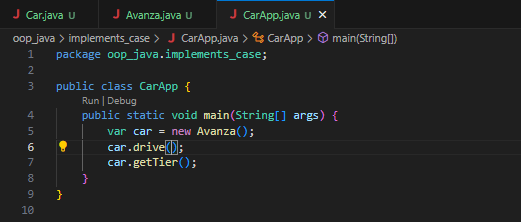 J Car.java J Avanza.java J CarApp.java U ×
oop_java > implements_case > J CarApp.java > CarApp > main(String[])
1 package oop_java.implements_case;
2
3 public class CarApp {
Run | Debug
4 public static void main(String[] args) {
5 var car = new Avanza();
6 car.drive();
7 car.getTier();
8 }
9 }
10